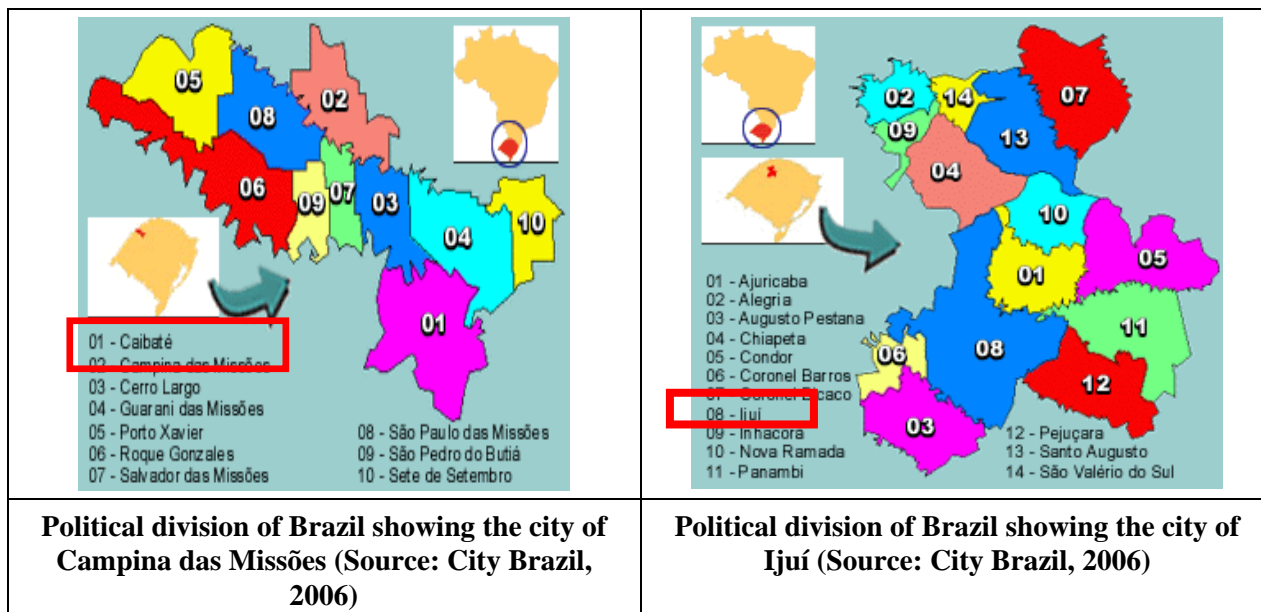 05
02
08
06
09
07
03
04
10
01
01 - Caibaté
02 - Campina das Missões
03 - Cerro Largo
04 - Guarani das Missões
05 - Porto Xavier
06 - Roque Gonzales
07 - Salvador das Missões
08 - São Paulo das Missões
09 - São Pedro do Butiá
10 - Sete de Setembro
Political division of Brazil showing the city of
Campina das Missões (Source: City Brazil,
2006)
02
14
07
09
13
04
10
05
01
11
06
08
12
03
01 - Ajuricaba
02 - Alegria
03 - Augusto Pestana
04 - Chiapeta
05 - Condor
06 - Coronel Barros
07 - Coronel Bicaco
08 - Ijuí
09 - Inhacorá
10 - Nova Ramada
11 - Panambi
12 - Pejuçara
13 - Santo Augusto
14 - São Valério do Sul
Political division of Brazil showing the city of
Ijuí (Source: City Brazil, 2006)